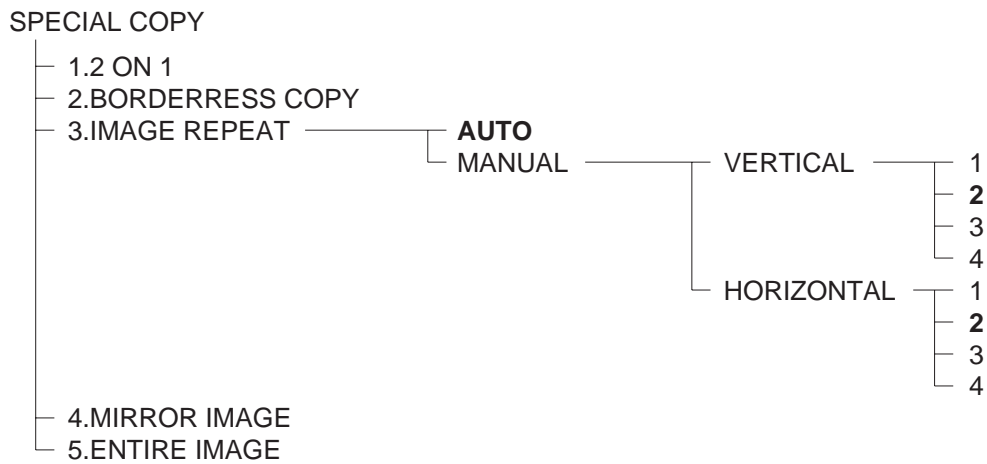 SPECIAL COPY
1.2 ON 1
2.BORDERRESS COPY
3.IMAGE REPEAT AUTO
MANUAL VERTICAL 1
2
3
4
HORIZONTAL 1
2
3
4
4.MIRROR IMAGE
5.ENTIRE IMAGE